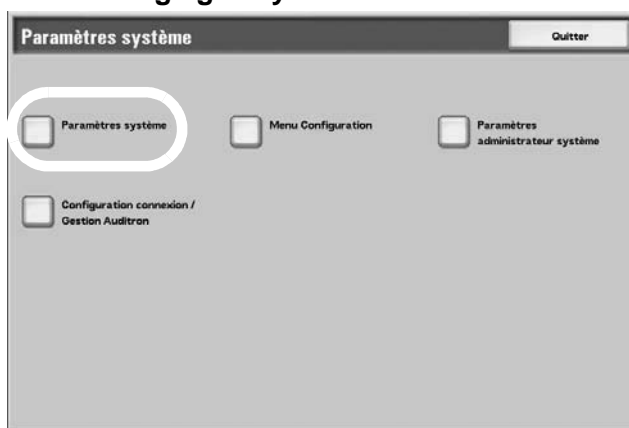 Paramètres système
Quitter
Paramètres système
Menu Configuration
Paramètres
administrateur système
Configuration connexion /
Gestion Auditron